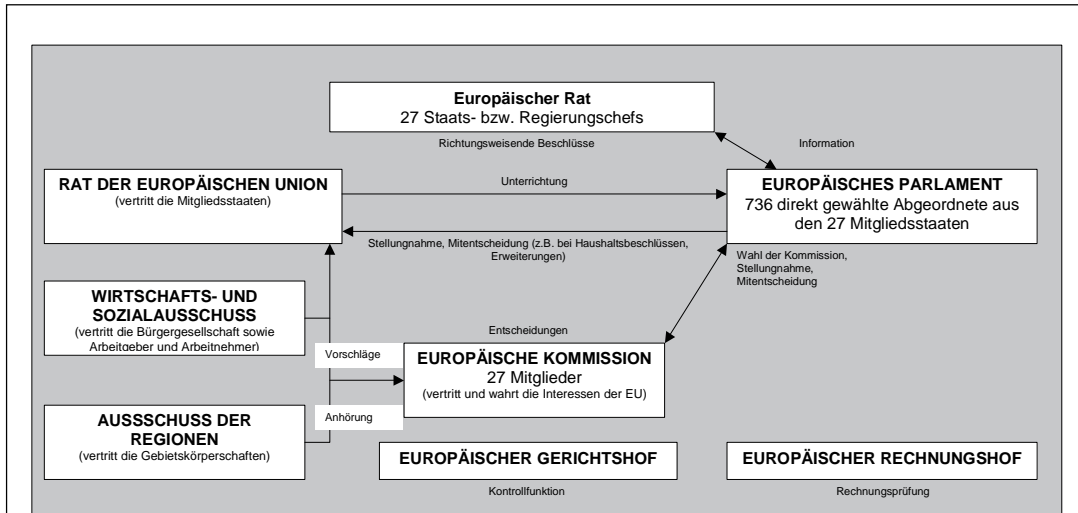 Europäischer Rat
27 Staats- bzw. Regierungschefs
Richtungsweisende Beschlüsse
Information
RAT DER EUROPÄISCHEN UNION
(vertritt die Mitgliedsstaaten)
Unterrichtung
EUROPÄISCHES PARLAMENT
736 direkt gewählte Abgeordnete aus
den 27 Mitgliedsstaaten
Stellungnahme, Mitentscheidung (z.B. bei Haushaltsbeschlüssen,
Erweiterungen)
Wahl der Kommission,
Stellungnahme,
Mitentscheidung
WIRTSCHAFTS- UND
SOZIALAUSSCHUSS
(vertritt die Bürgergesellschaft sowie
Arbeitgeber und Arbeitnehmer)
Entscheidungen
Vorschläge
EUROPÄISCHE KOMMISSION
27 Mitglieder
(vertritt und wahrt die Interessen der EU)
Anhörung
AUSSSCHUSS DER
REGIONEN
(vertritt die Gebietskörperschaften)
EUROPÄISCHER GERICHTSHOF
Kontrollfunktion
EUROPÄISCHER RECHNUNGSHOF
Rechnungsprüfung